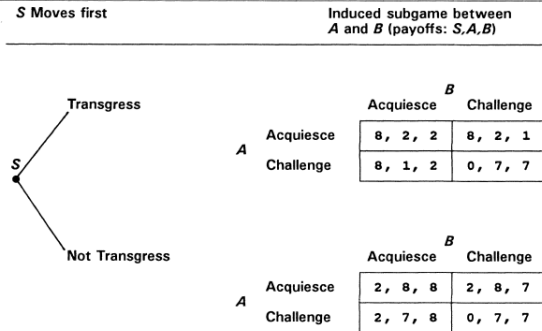 S Moves first Induced subgame between
A and B (payoffs: S,A,B)
B
Transgress Acquiesce Challenge
Acquiesce 8, 2, 2 8, 2, 1
A
S Challenge 8, 1, 2 0, 7, 7
B
Not Transgress Acquiesce Challenge
Acquiesce 2, 8, 8 2, 8, 7
A
Challenge 2, 7, 8 0, 7, 7